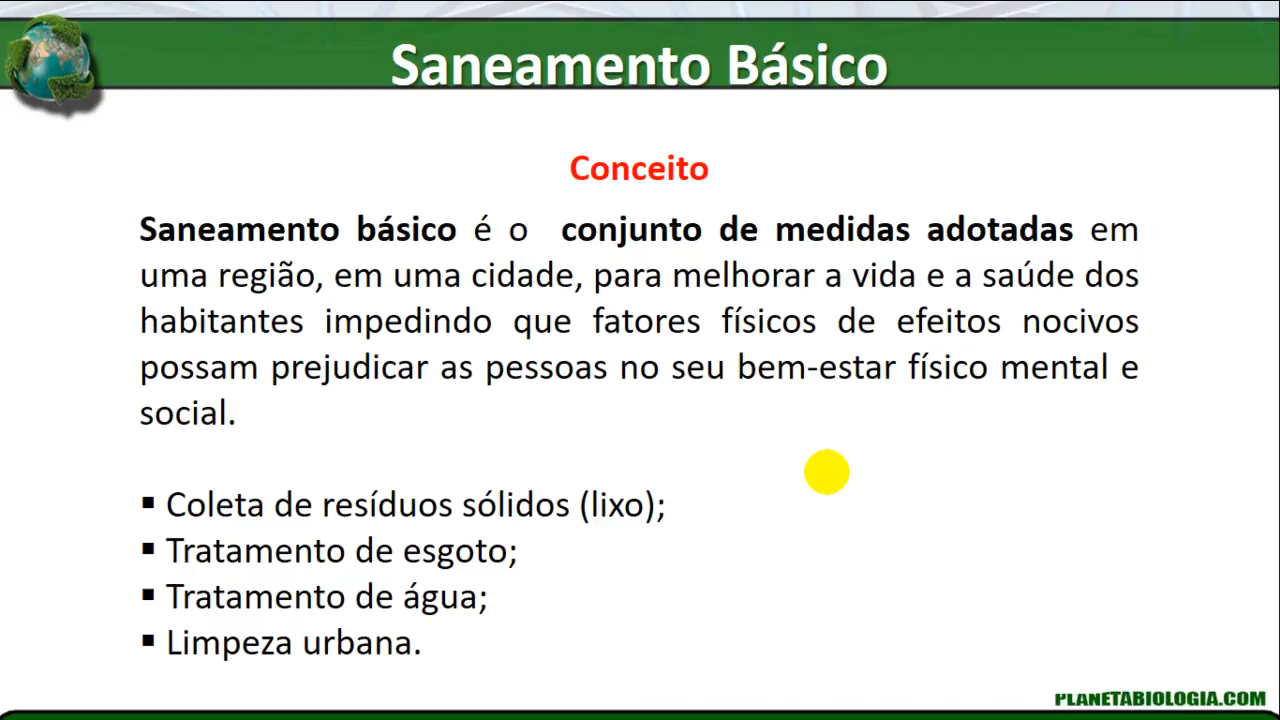 Saneamento Básico
Conceito
Saneamento básico é o conjunto de medidas adotadas em
uma região, em uma cidade, para melhorar a vida e a saúde dos
habitantes impedindo que fatores físicos de efeitos nocivos
possam prejudicar as pessoas no seu bem-estar físico mental e
social.
▪ Coleta de resíduos sólidos (lixo);
▪ Tratamento de esgoto;
▪ Tratamento de água;
▪ Limpeza urbana.
PLANETABIOLOGIA.COM